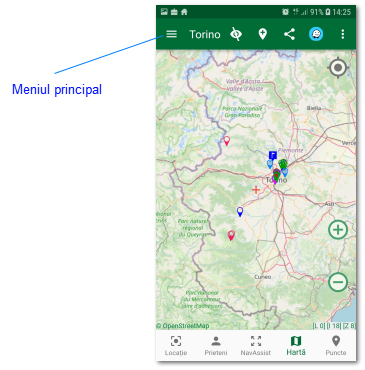 91% 14:25
Torino
Meniul principal
Valle d'Aosta
Vallée d'Aoste
Biella
Parco Nazionale
Gran Paradiso
Verce
Piemonte
Torino
Asti
Parc naturel
régional
du Queyras
Cuneo
Parc national
du Mercantour
© OpenStreetMap
[L 0] [I 18] [Z 8]
Locație Prieteni NavAssist Hartă Puncte